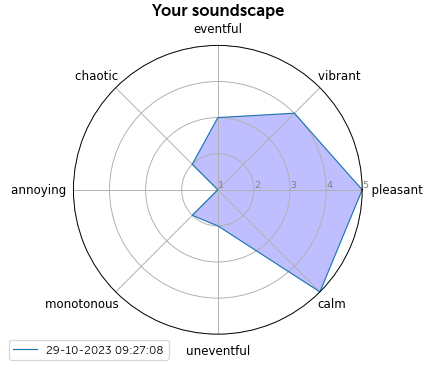 Your soundscape
eventful
chaotic
vibrant
annoying
1 2 3 4 5
pleasant
monotonous
calm
uneventful
29-10-2023 09:27:08